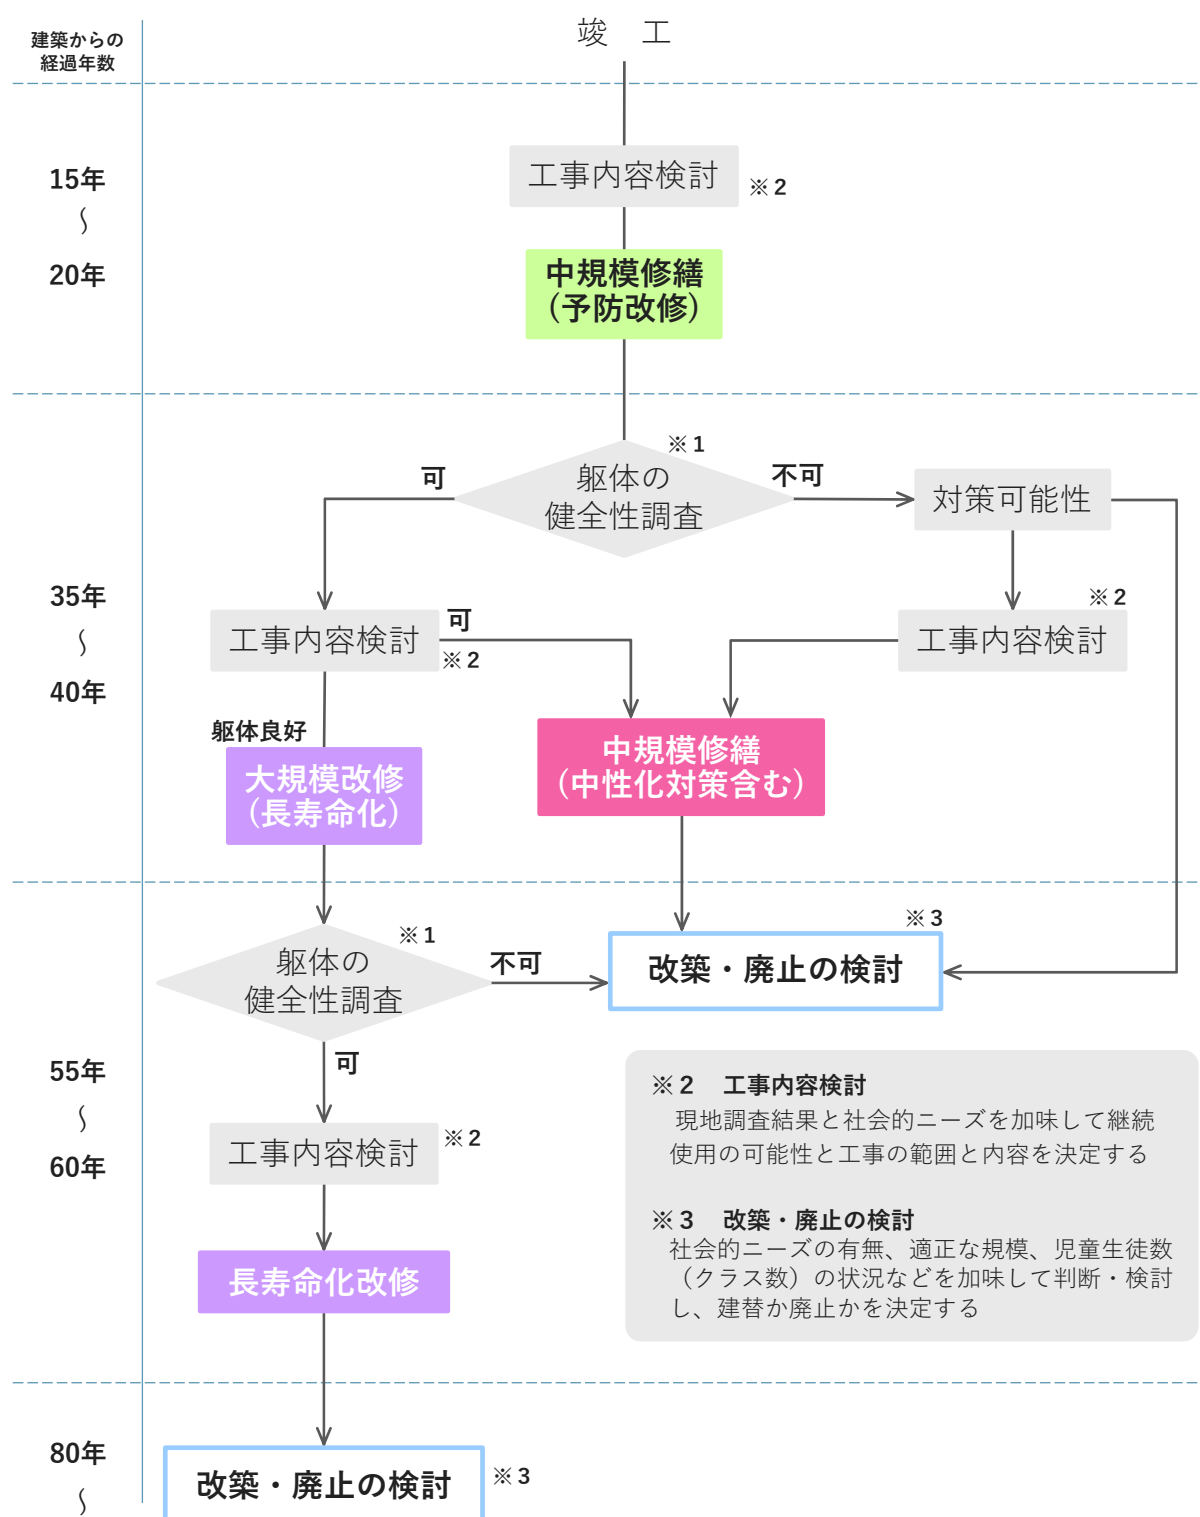 建築からの
経過年数
竣　工
15年
〜
20年
工事内容検討
※2
中規模修繕
（予防改修）
※1
躯体の
健全性調査
可
不可
対策可能性
35年
〜
40年
工事内容検討
可
※2
※2
工事内容検討
躯体良好
大規模改修
（長寿命化）
中規模修繕
（中性化対策含む）
※1
躯体の
健全性調査
不可
※3
改築・廃止の検討
55年
〜
60年
可
工事内容検討
※2
長寿命化改修
※2　工事内容検討
現地調査結果と社会的ニーズを加味して継続
使用の可能性と工事の範囲と内容を決定する
※3　改築・廃止の検討
社会的ニーズの有無、適正な規模、児童生徒数
（クラス数）の状況などを加味して判断・検討
し、建替か廃止かを決定する
80年
〜
改築・廃止の検討
※3